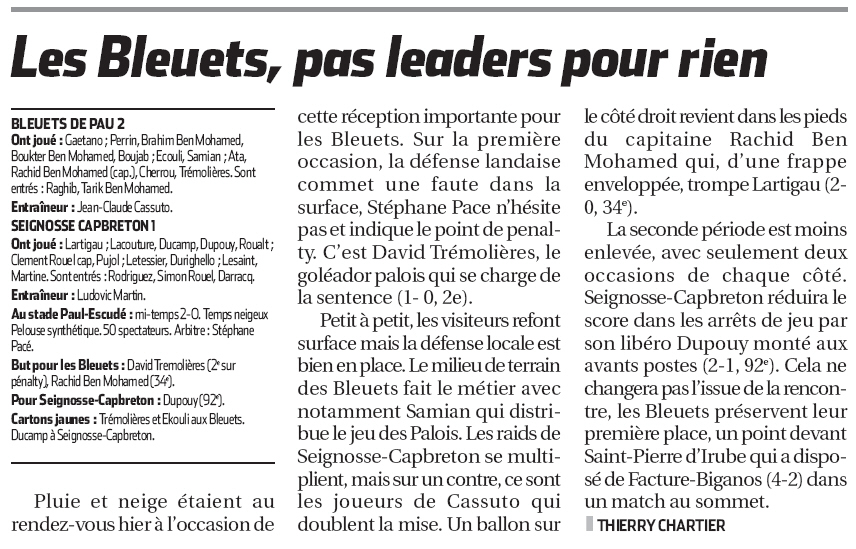 Les Bleuets, pas leaders pour rien
BLEUETS DE PAU 2
Ont joué : Gaetano ; Perrin, Brahim Ben Mohamed,
Boukter Ben Mohamed, Boujab ; Ecouli, Samian ; Ata,
Rachid Ben Mohamed (cap.), Cherrou, Trémolières. Sont
entrés : Raghib, Tarik Ben Mohamed.
Entraîneur : Jean-Claude Cassuto.
SEIGNOSSE CAPBRETON 1
Ont joué : Lartigau ; Lacouture, Ducamp, Dupouy, Roualt ;
Clement Rouel cap, Pujol ; Letessier, Durighello ; Lesaint,
Martine. Sont entrés : Rodriguez, Simon Rouel, Darracq.
Entraîneur : Ludovic Martin.
Au stade Paul-Escudé : mi-temps 2-0. Temps neigeux
Pelouse synthétique. 50 spectateurs. Arbitre : Stéphane
Pacé.
But pour les Bleuets : David Tremolières (2e sur
pénalty), Rachid Ben Mohamed (34e).
Pour Seignosse-Capbreton : Dupouy (92e).
Cartons jaunes : Trémolières et Ekouli aux Bleuets.
Ducamp à Seignosse-Capbreton.
Pluie et neige étaient au
rendez-vous hier à l'occasion de
cette réception importante pour
les Bleuets. Sur la première
occasion, la défense landaise
commet une faute dans la
surface, Stéphane Pace n'hésite
pas et indique le point de penal-
ty. C'est David Trémolières, le
goléador palois qui se charge de
la sentence (1- 0, 2e).
Petit à petit, les visiteurs refont
surface mais la défense locale est
bien en place. Le milieu de terrain
des Bleuets fait le métier avec
notamment Samian qui distri-
bue le jeu des Palois. Les raids de
Seignosse-Capbreton se multi-
plient, mais sur un contre, ce sont
les joueurs de Cassuto qui
doublent la mise. Un ballon sur
le côté droit revient dans les pieds
du capitaine Rachid Ben
Mohamed qui, d'une frappe
enveloppée, trompe Lartigau (2-
0, 34e).
La seconde période est moins
enlevée, avec seulement deux
occasions de chaque côté.
Seignosse-Capbreton réduira le
score dans les arrêts de jeu par
son libéro Dupouy monté aux
avants postes (2-1, 92e). Cela ne
changera pas l'issue de la rencon-
tre, les Bleuets préservent leur
première place, un point devant
Saint-Pierre d'Irube qui a dispo-
sé de Facture-Biganos (4-2) dans
un match au sommet.
THIERRY CHARTIER